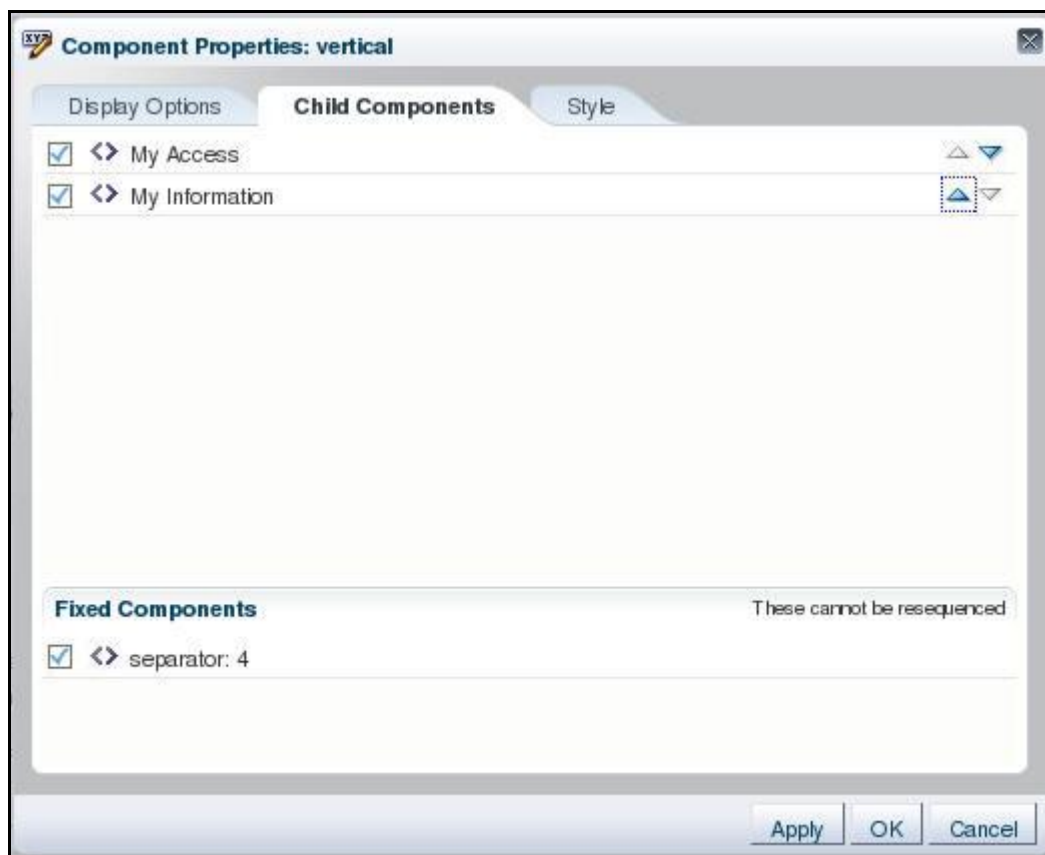 Component Properties: vertical
Display Options Child Components Style
<> My Access
<> My Information
Fixed Components These cannot be resequenced
<> separator: 4
Apply OK Cancel